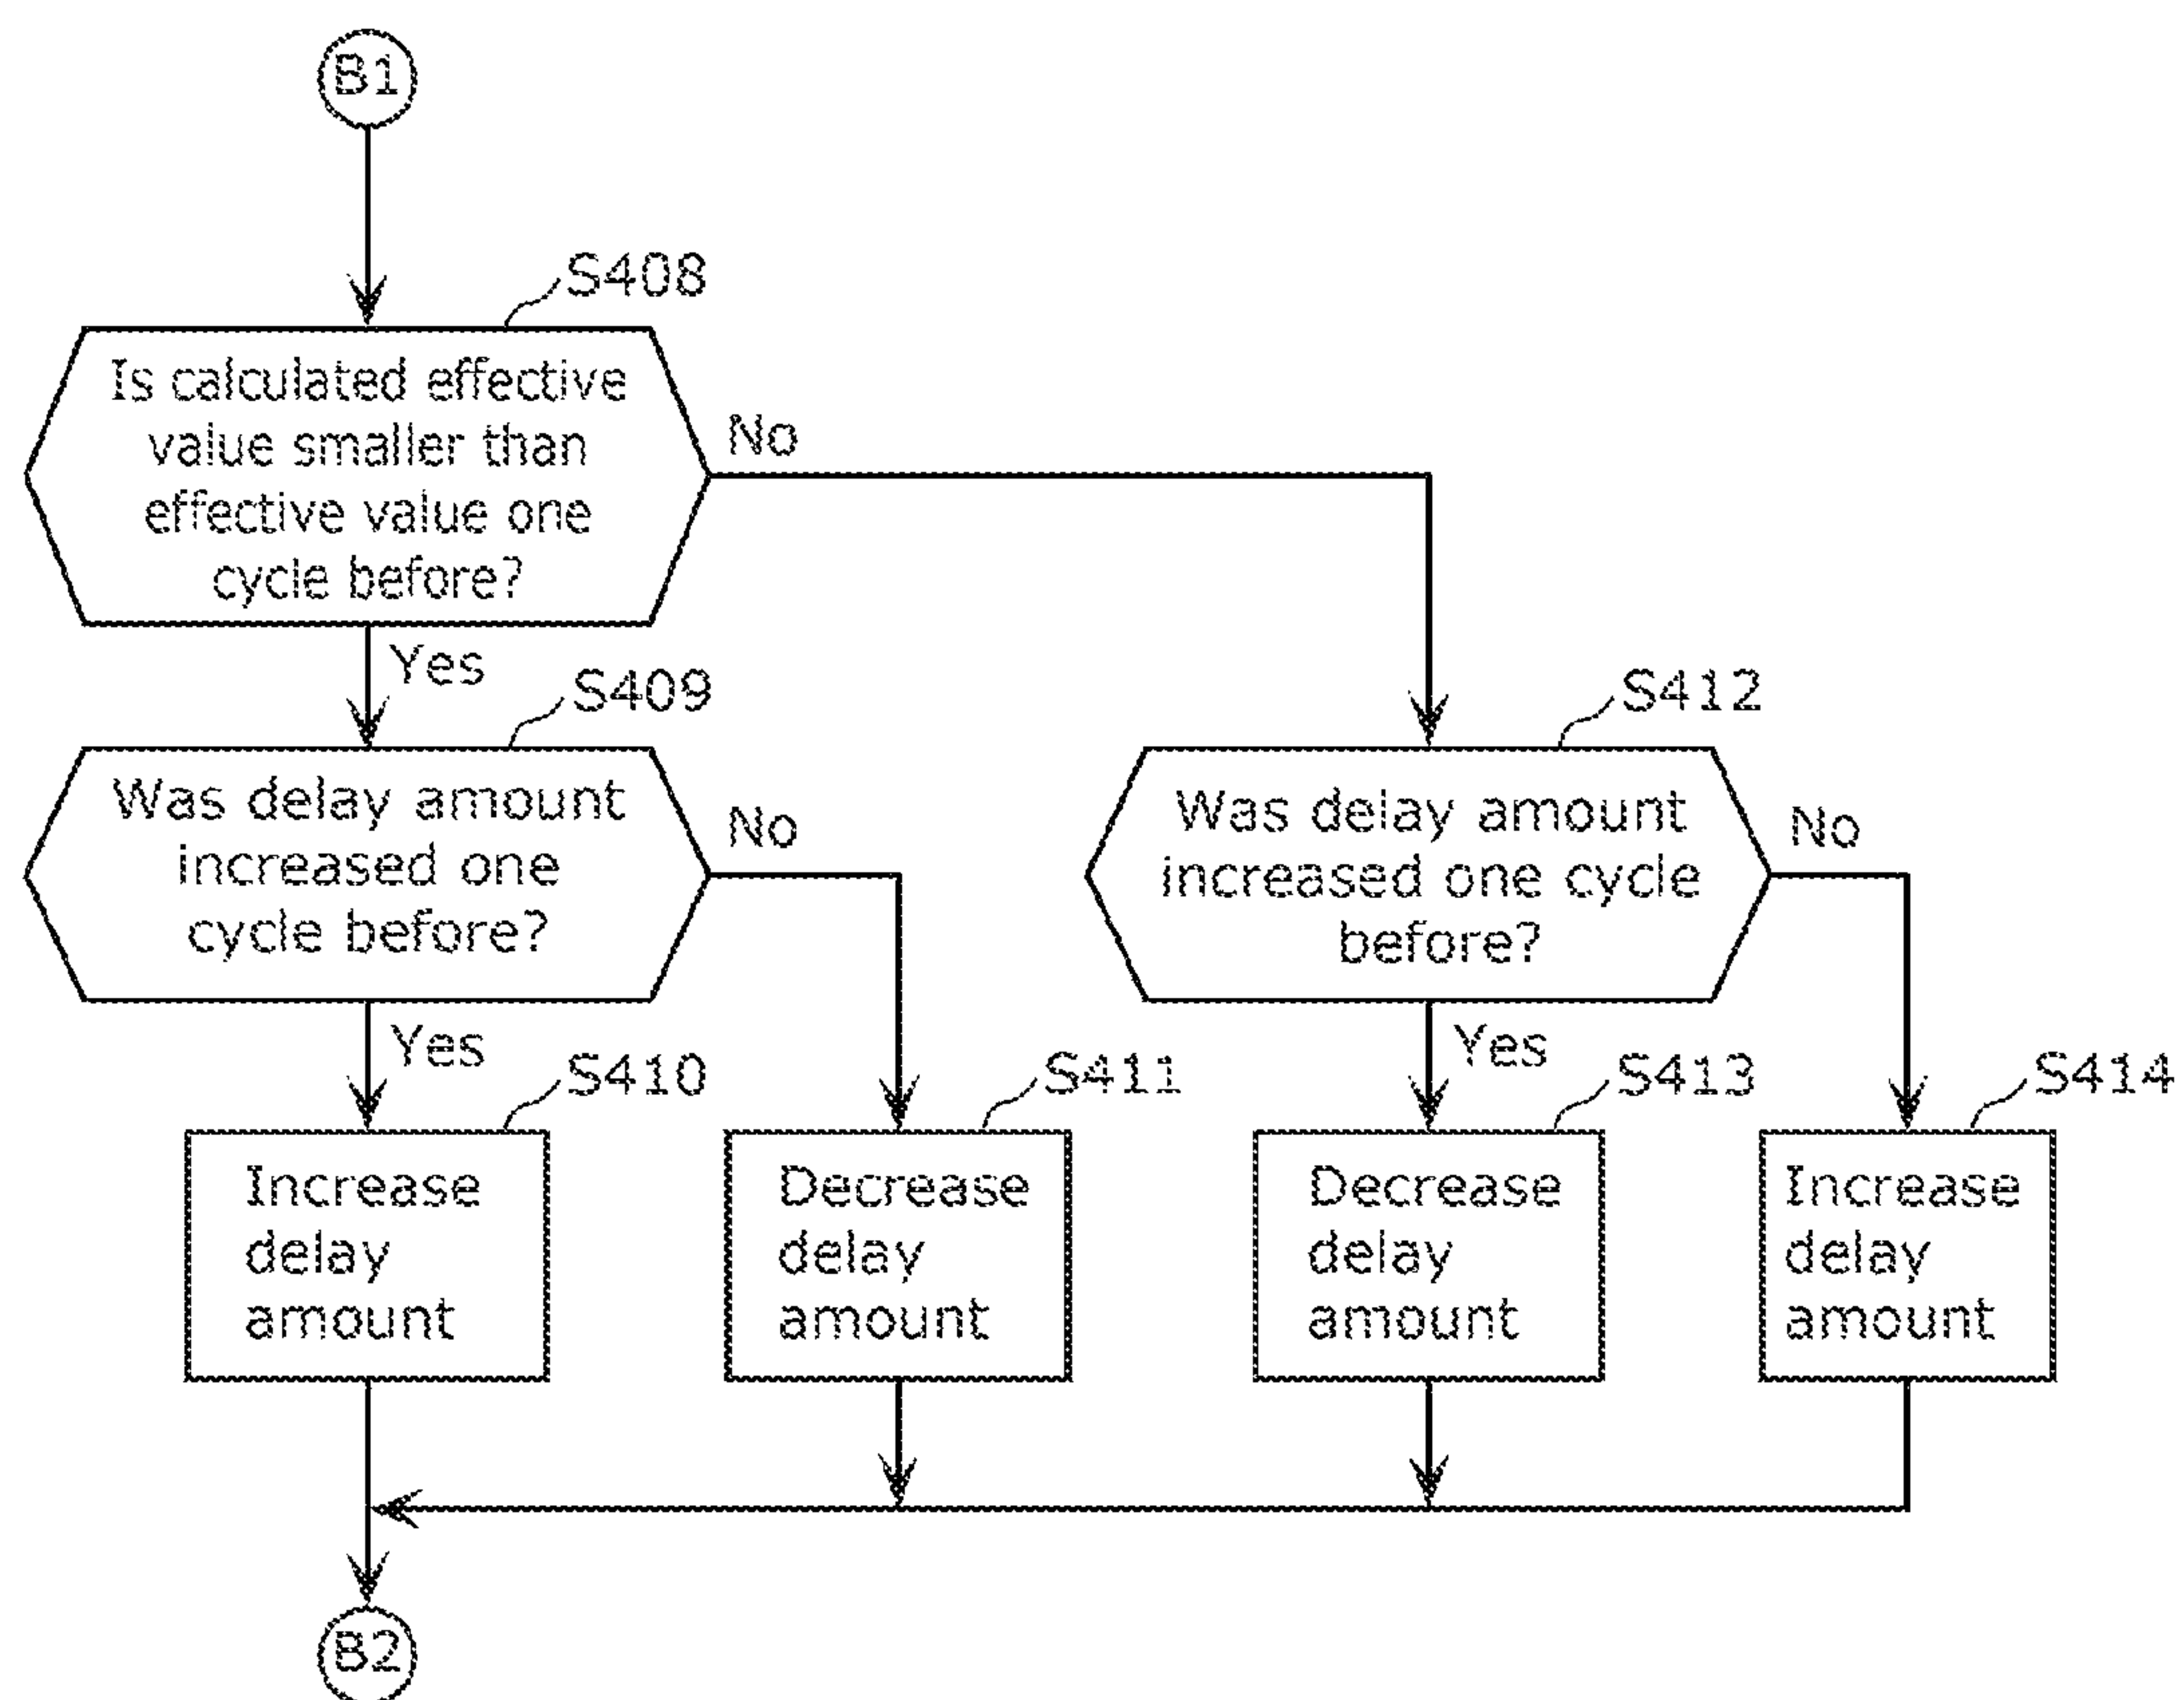 B1
S408
Is calculated effective
value smaller than
effective value one
cycle before?
No
Yes
S409
Was delay amount
increased one
cycle before?
No
S412
Was delay amount
increased one cycle
before?
No
Yes
S410
Increase
delay
amount
S411
Decrease
delay
amount
Yes
S413
Decrease
delay
amount
S414
Increase
delay
amount
B2